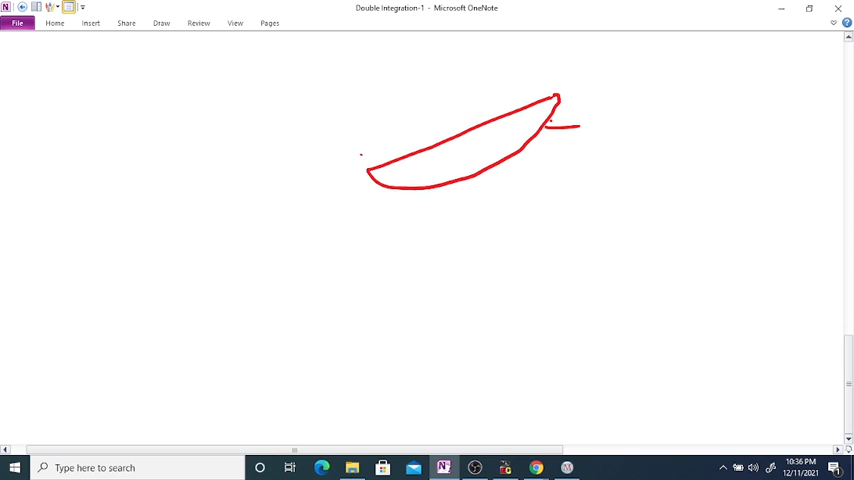 Double Integration-1 - Microsoft OneNote
File Home Insert Share Draw Review View Pages
Type here to search
10:36 PM
12/11/2021